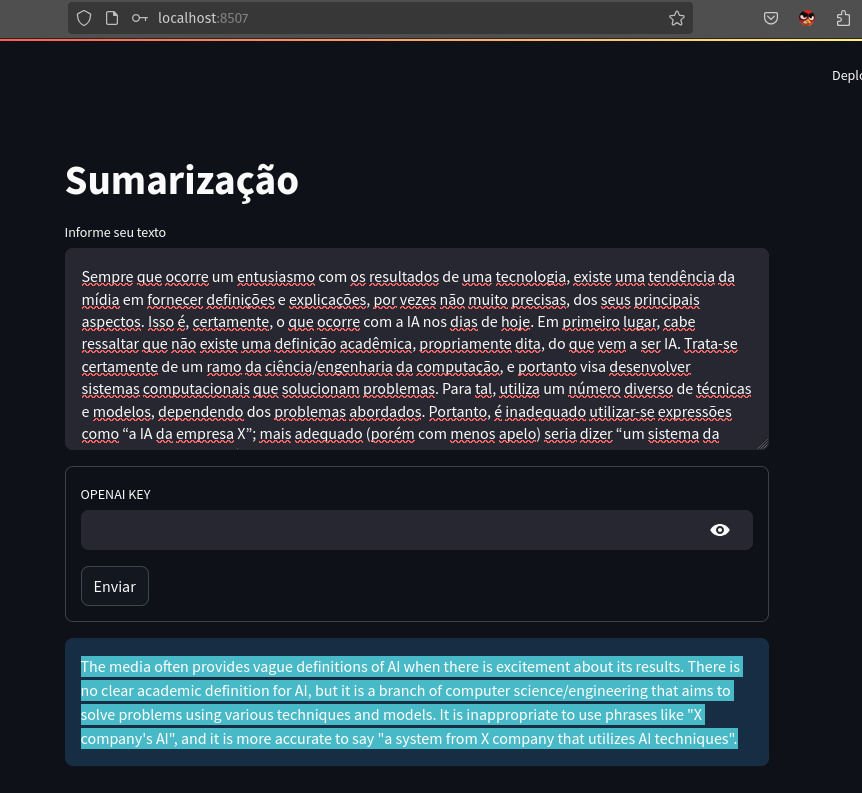 localhost:8507
Deplo
Sumarização
Informe seu texto
Sempre que ocorre um entusiasmo com os resultados de uma tecnologia, existe uma tendência da
mídia em fornecer definições e explicações, por vezes não muito precisas, dos seus principais
aspectos. Isso é, certamente, o que ocorre com a IA nos dias de hoje. Em primeiro lugar, cabe
ressaltar que não existe uma definição acadêmica, propriamente dita, do que vem a ser IA. Trata-se
certamente de um ramo da ciência/engenharia da computação, e portanto visa desenvolver
sistemas computacionais que solucionam problemas. Para tal, utiliza um número diverso de técnicas
e modelos, dependendo dos problemas abordados. Portanto, é inadequado utilizar-se expressões
como “a IA da empresa X”; mais adequado (porém com menos apelo) seria dizer “um sistema da
OPENAI KEY
Enviar
The media often provides vague definitions of AI when there is excitement about its results. There is
no clear academic definition for AI, but it is a branch of computer science/engineering that aims to
solve problems using various techniques and models. It is inappropriate to use phrases like "X
company's AI", and it is more accurate to say "a system from X company that utilizes AI techniques".